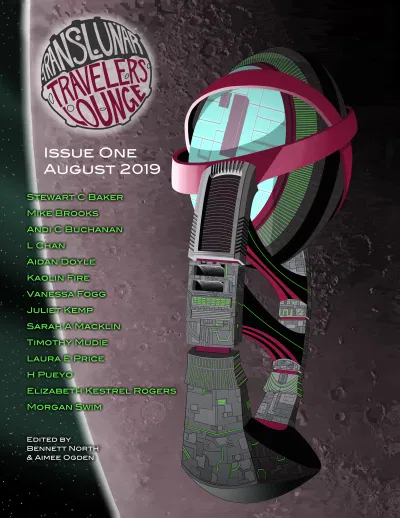 TRANSLUNAR
TRAVELERS
LOUNGE
Issue One
August 2019
Stewart C Baker
Mike Brooks
Andi C Buchanan
L Chan
Aidan Doyle
Kaolin Fire
Vanessa Fogg
Juliet Kemp
Sarah A Macklin
Timothy Mudie
Laura E Price
H Pueyo
Elizabeth Kestrel Rogers
Morgan Swim
Edited by
Bennett North
& Aimee Ogden